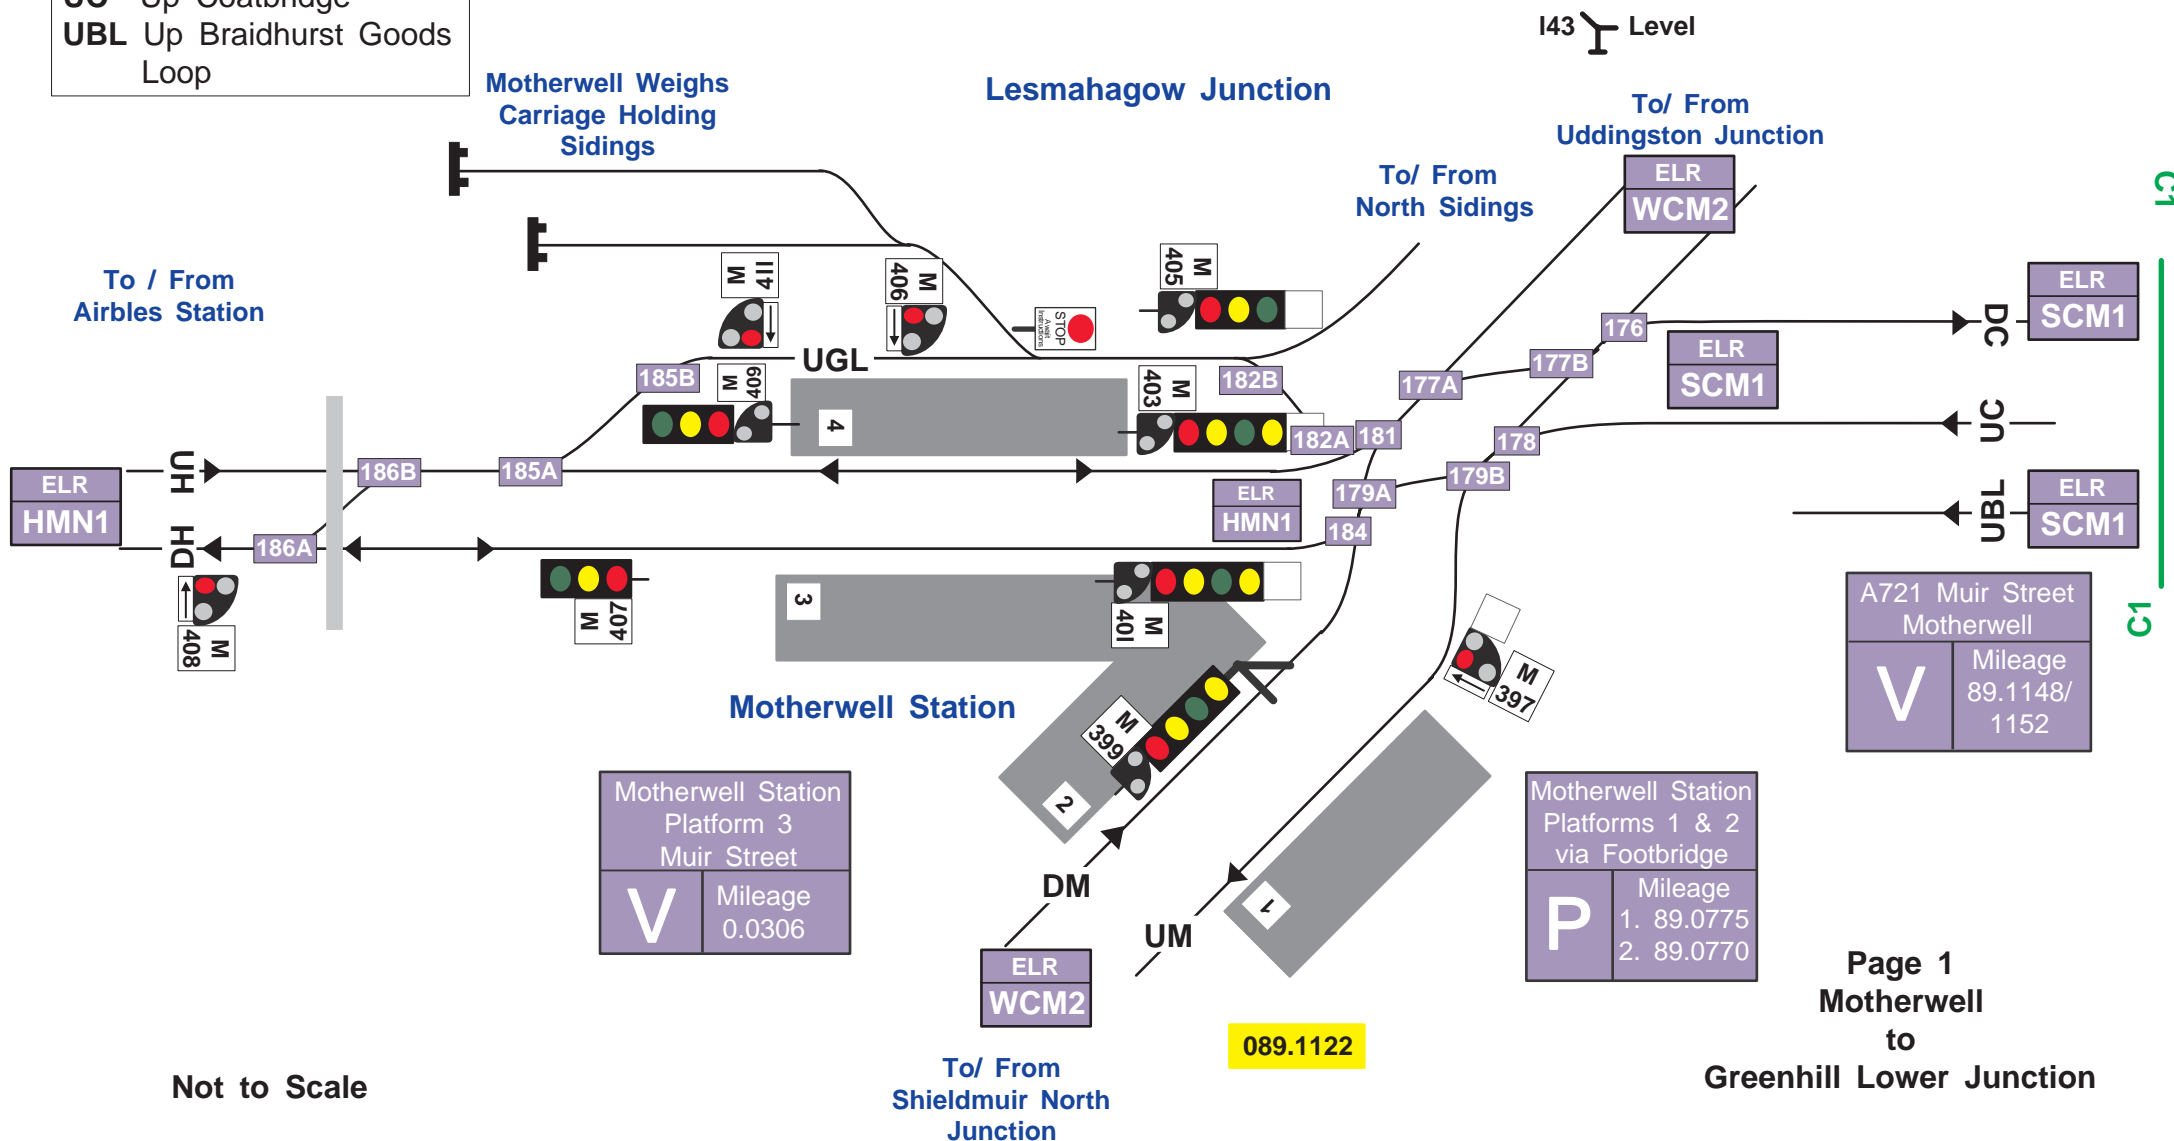 UC Up Coatbridge
UBL Up Braidhurst Goods
Loop
I43 Level
Motherwell Weighs
Carriage Holding
Sidings
Lesmahagow Junction
To/ From
Uddingston Junction
ELR
WCM2
To/ From
North Sidings
C1
To / From
Airbles Station
M
411
M
406
STOP
Await
Instructions
M
405
176
DC
ELR
SCM1
ELR
SCM1
UGL
185B
M
409
4
M
403
182B
177A
177B
182A
181
178
UC
UH
186B
185A
179B
179A
ELR
HMN1
ELR
HMN1
184
UBL
ELR
SCM1
DH
186A
M
408
M
407
3
M
401
M
397
A721 Muir Street
Motherwell
V
Mileage
89.1148/
1152
C1
Motherwell Station
M
399
2
Motherwell Station
Platform 3
Muir Street
V
Mileage
0.0306
DM
UM
1
Motherwell Station
Platforms 1 & 2
via Footbridge
P
Mileage
1. 89.0775
2. 89.0770
ELR
WCM2
089.1122
To/ From
Shieldmuir North
Junction
Not to Scale
Page 1
Motherwell
to
Greenhill Lower Junction